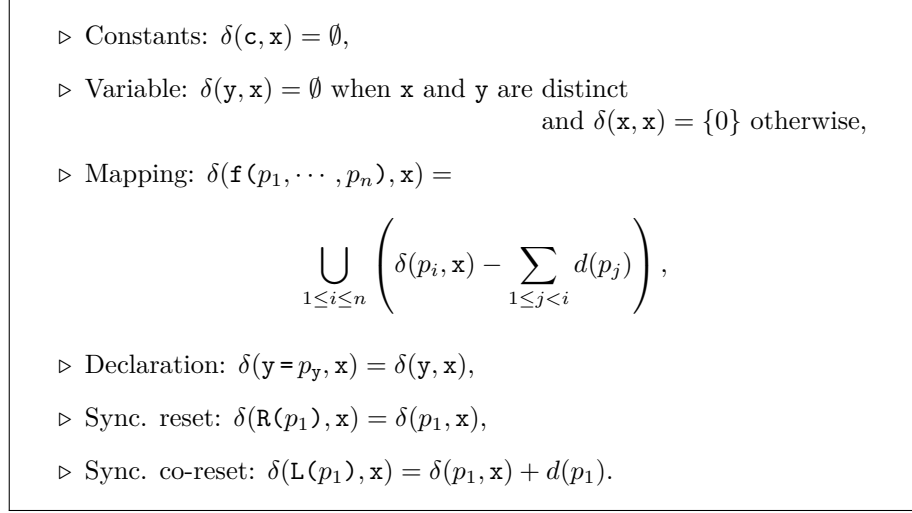 ▷ Constants: δ(c, x) = ∅,
▷ Variable: δ(y, x) = ∅ when x and y are distinct
and δ(x, x) = {0} otherwise,
▷ Mapping: δ(f(p₁, ⋯ , pₙ), x) =
⋃_{1≤i≤n} ( δ(pᵢ, x) − ∑_{1≤j<i} d(pⱼ) ) ,
▷ Declaration: δ(y = p_y, x) = δ(y, x),
▷ Sync. reset: δ(R(p₁), x) = δ(p₁, x),
▷ Sync. co-reset: δ(L(p₁), x) = δ(p₁, x) + d(p₁).